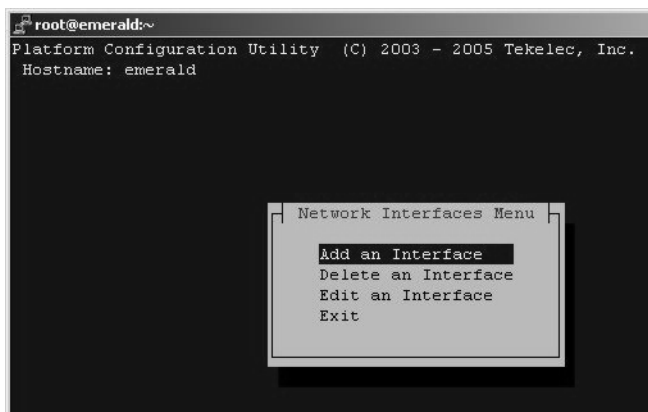 root@emerald:~
Platform Configuration Utility (C) 2003 - 2005 Tekelec, Inc.
Hostname: emerald
Network Interfaces Menu
Add an Interface
Delete an Interface
Edit an Interface
Exit